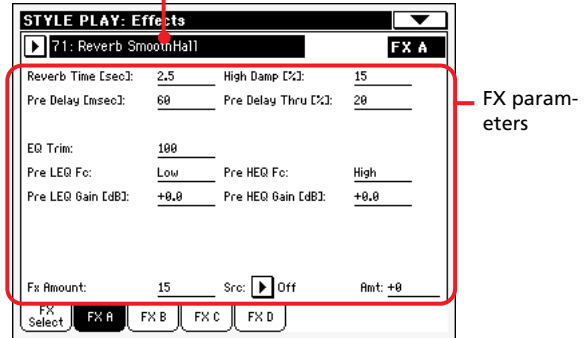 STYLE PLAY: Effects
71: Reverb SmoothHall FX A
Reverb Time [sec]: 2.5 High Damp [%]: 15
Pre Delay [msec]: 60 Pre Delay Thru [%]: 20
FX param-
eters
EQ Trim: 100
Pre LEQ Fc: Low Pre HEQ Fc: High
Pre LEQ Gain [dB]: +0.0 Pre HEQ Gain [dB]: +0.0
Fx Amount: 15 Src: Off Amt: +0
FX Select FX A FX B FX C FX D